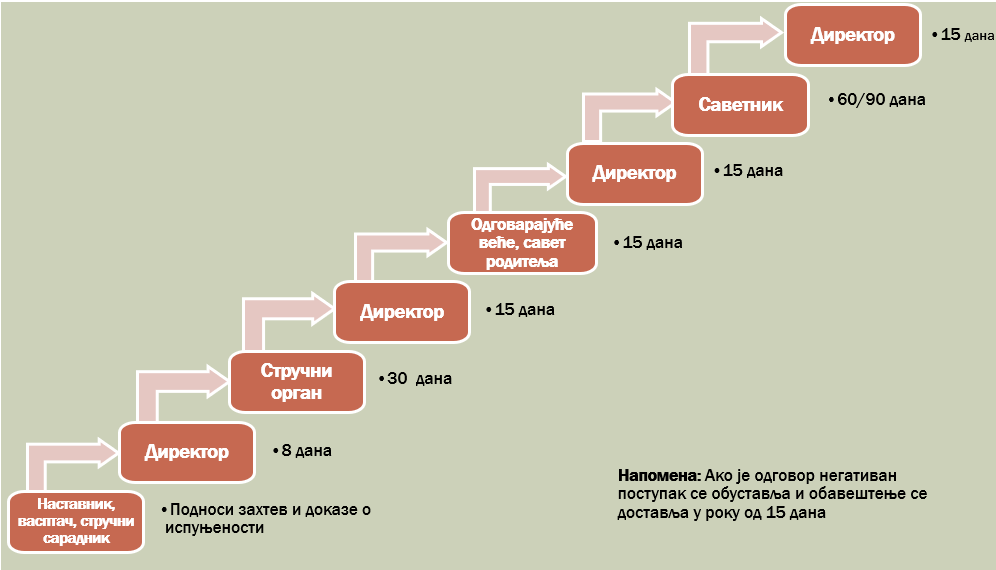 Директор
• 15 дана
Саветник
• 60/90 дана
Директор
• 15 дана
Одговарајуће
веће, савет
родитеља
• 15 дана
Директор
• 15 дана
Стручни
орган
• 30 дана
Директор
• 8 дана
Наставник,
васптач, стручни
сарадник
• Подноси захтев и доказе о
испуњености
Напомена: Ако је одговор негативан
поступак се обуставља и обавештење се
доставља у року од 15 дана